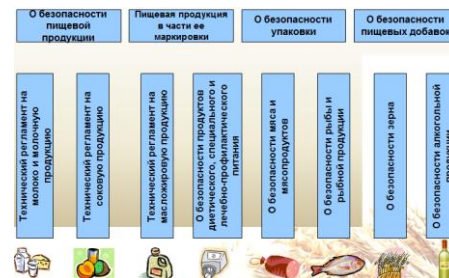 О безопасности
пищевой
продукции
Пищевая продукция
в части ее
маркировки
О безопасности
упаковки
О безопасности
пищевых добавок
Технический регламент на
молоко и молочную
продукцию
Технический регламент на
соковую продукцию
Технический регламент на
масложировую продукцию
О безопасности продуктов
диетического, специального и
лечебно-профилактического
питания
О безопасности мяса и
мясопродуктов
О безопасности рыбы и
рыбной продукции
О безопасности зерна
О безопасности алкогольной
продукции